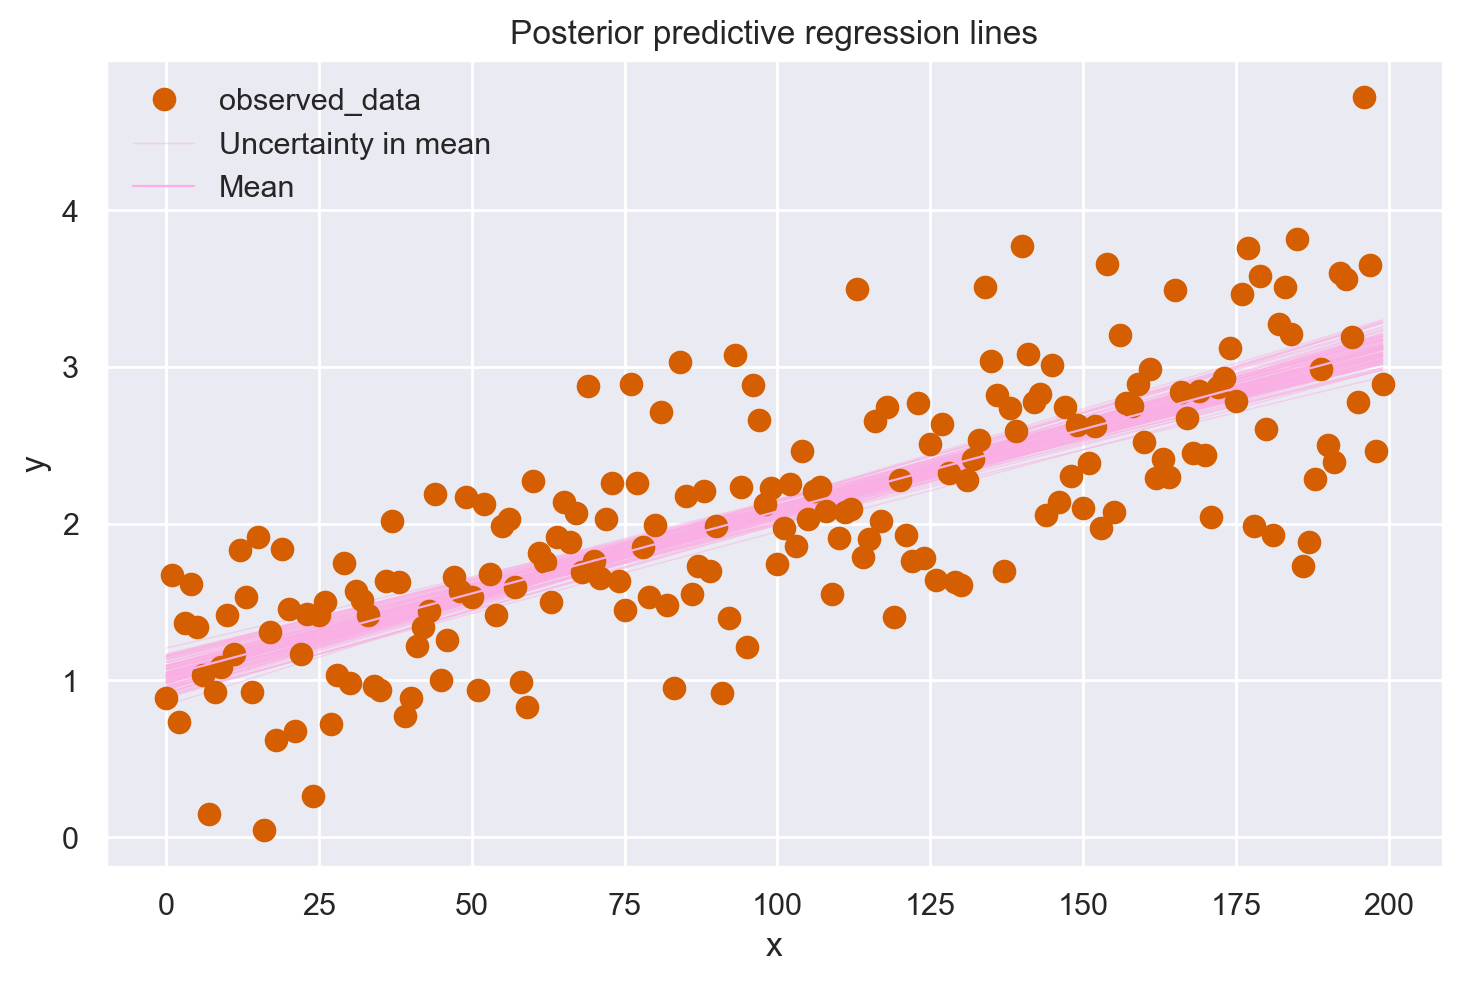 Posterior predictive regression lines
observed_data
Uncertainty in mean
Mean
4
3
2
1
0
y
0 25 50 75 100 125 150 175 200
x